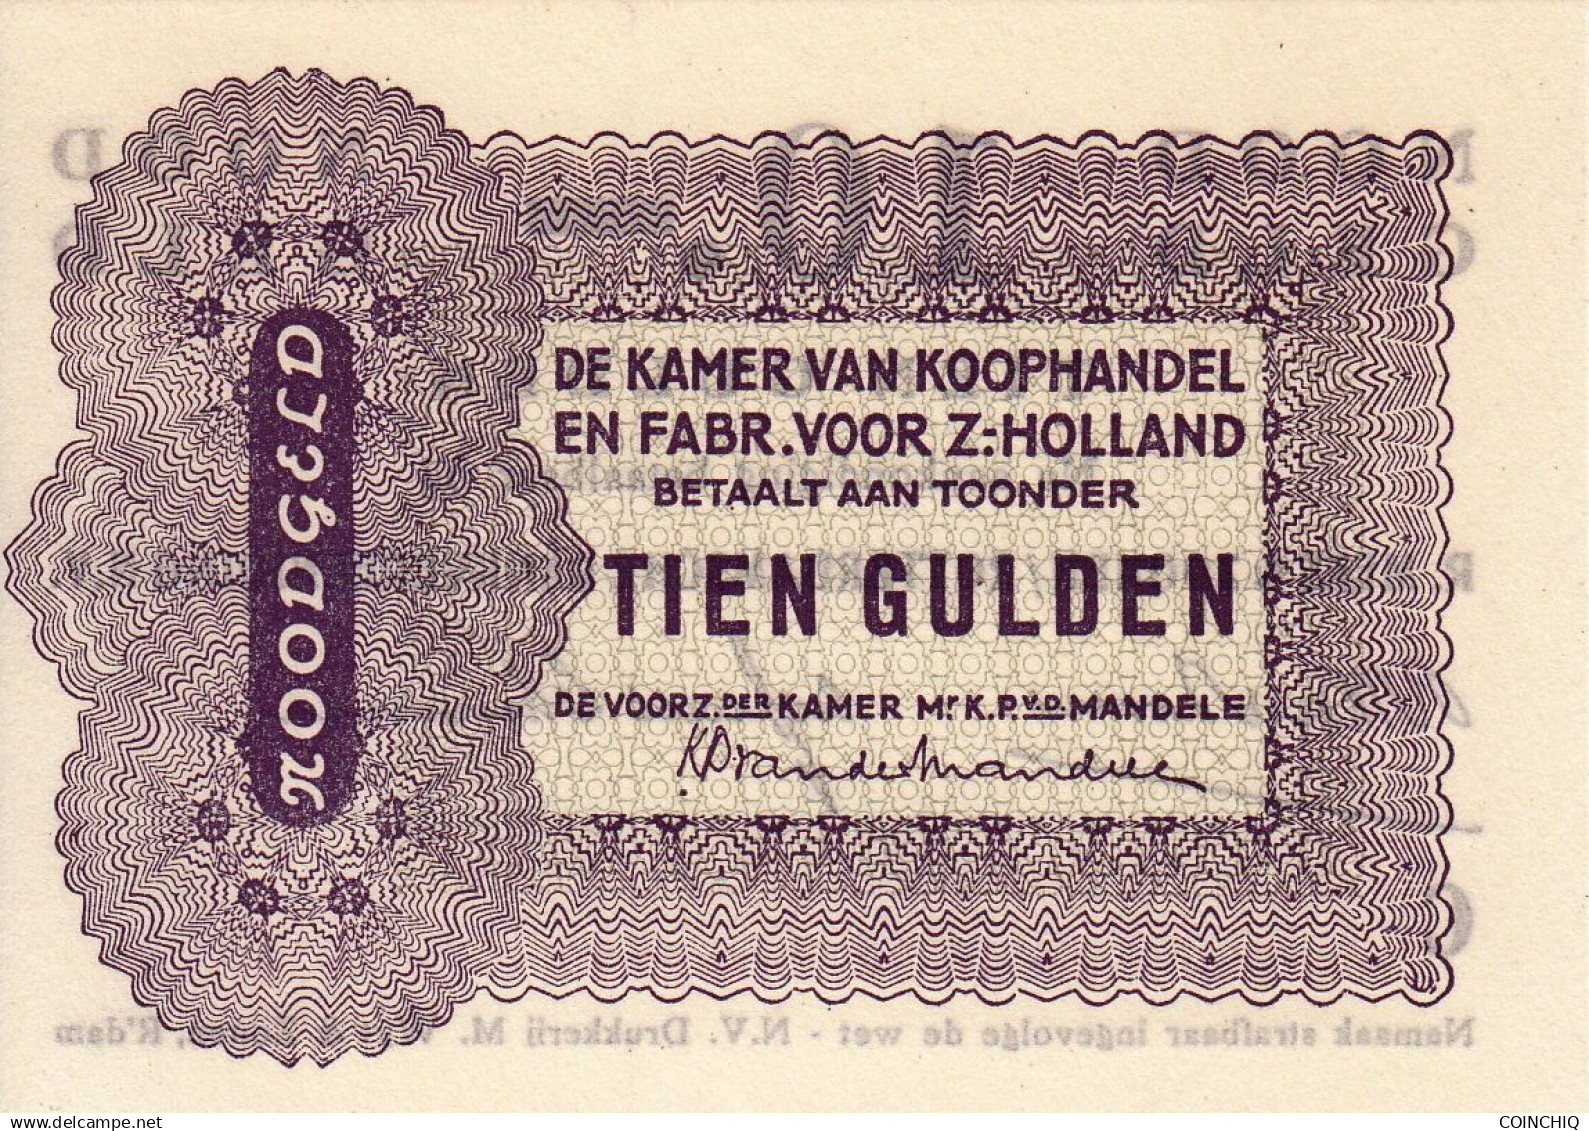 NOODGELD
DE KAMER VAN KOOPHANDEL
EN FABR. VOOR Z:-HOLLAND
BETAALT AAN TOONDER
TIEN GULDEN
DE VOORZ. DER KAMER Mr. K.P. v.D. MANDELE
KPvanderMandele
Namaak strafbaar ingevolge de wet - N.V. Drukkerij M. R'dam
www.delcampe.net
COINCHIQ